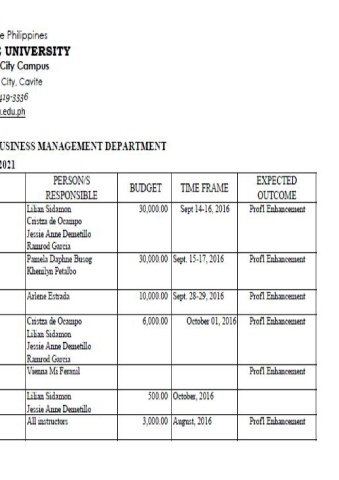 e Philippines
E UNIVERSITY
City Campus
City, Cavite
419-3336
u.edu.ph
USINESS MANAGEMENT DEPARTMENT
2021
PERSON/S RESPONSIBLE BUDGET TIME FRAME EXPECTED OUTCOME
Lilian Sidamon 30,000.00 Sept 14-16, 2016 Prof'l Enhancement
Cristza de Ocampo
Jessie Anne Demetillo
Ramrod Garcia
Pamela Daphne Busog 30,000.00 Sept. 15-17, 2016 Prof'l Enhancement
Khenilyn Petalbo
Arlene Estrada 10,000.00 Sept. 28-29, 2016 Prof'l Enhancement
Cristza de Ocampo 6,000.00 October 01, 2016 Prof'l Enhancement
Lilian Sidamon
Jessie Anne Demetillo
Ramrod Garcia
Vienna Mi Feranil Prof'l Enhancement
Lilian Sidamon 500.00 October, 2016
Jessie Anne Demetillo
All instructors 3,000.00 August, 2016 Prof'l Enhancement